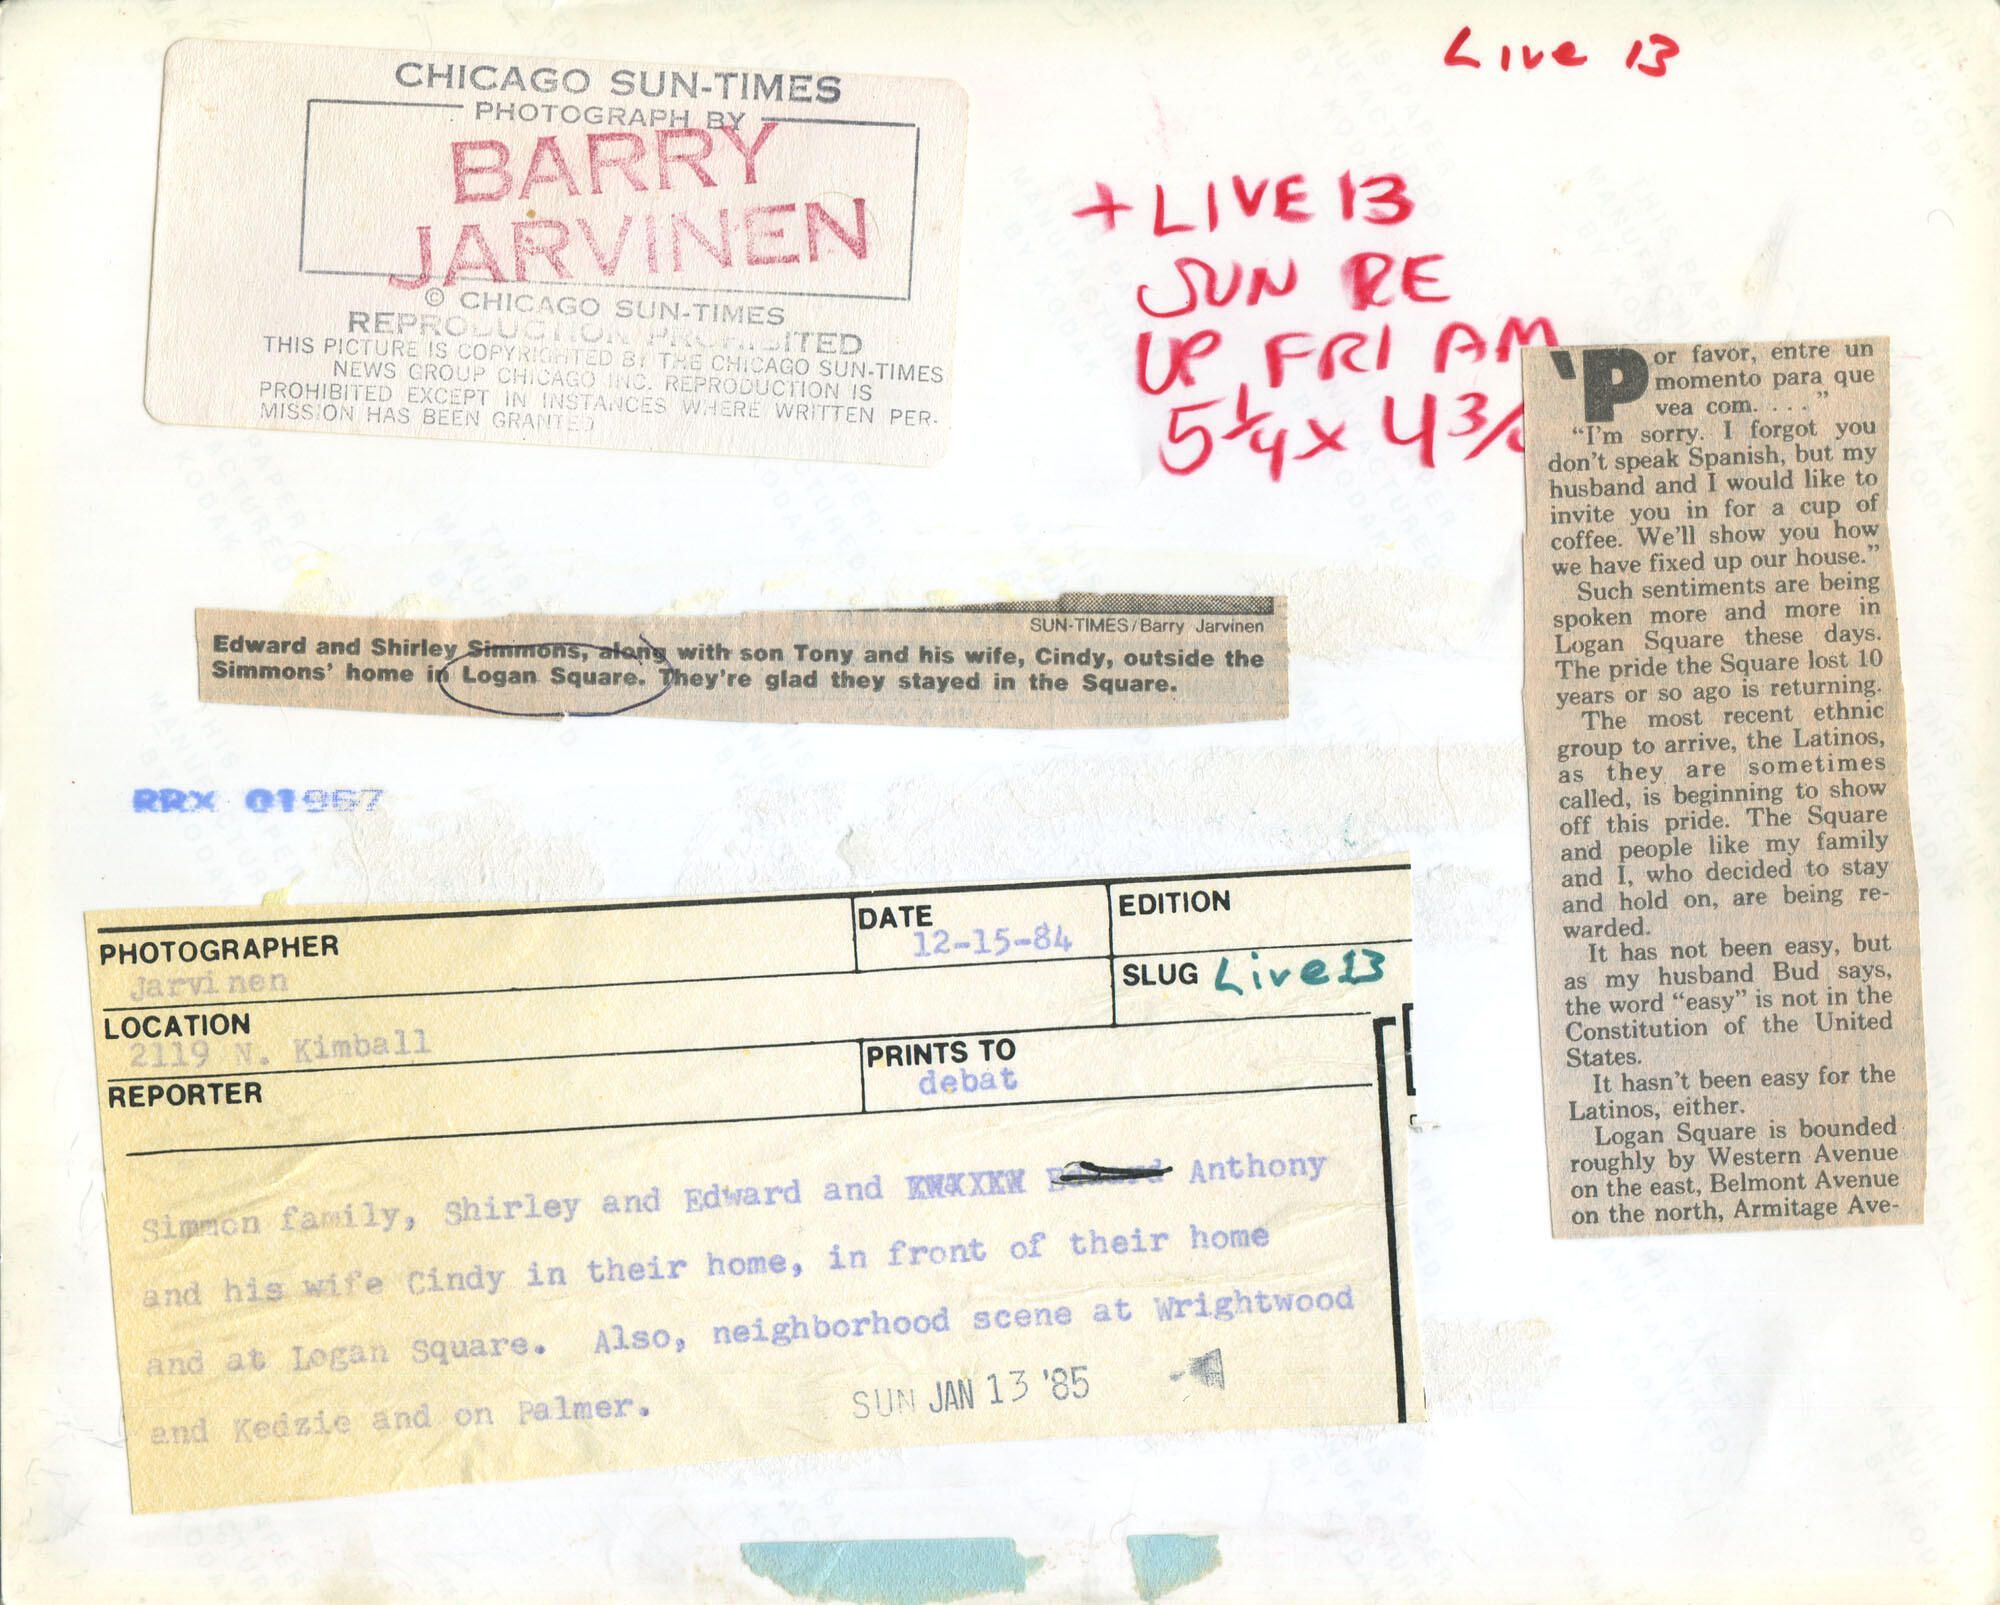 Live 13
CHICAGO SUN-TIMES
PHOTOGRAPH BY
BARRY
JARVINEN
© CHICAGO SUN-TIMES
REPRODUCTION PROHIBITED
THIS PICTURE IS COPYRIGHTED BY THE CHICAGO SUN-TIMES
NEWS GROUP CHICAGO INC. REPRODUCTION IS
PROHIBITED EXCEPT IN INSTANCES WHERE WRITTEN PER-
MISSION HAS BEEN GRANTED
+ LIVE 13
SUN RE
UP FRI AM
5 1/4 x 4 3/
SUN-TIMES/Barry Jarvinen
Edward and Shirley Simmons, along with son Tony and his wife, Cindy, outside the
Simmons' home in Logan Square. They're glad they stayed in the Square.
RRX 01967
'Por favor, entre un
momento para que
vea com. . . ."
"I'm sorry. I forgot you
don't speak Spanish, but my
husband and I would like to
invite you in for a cup of
coffee. We'll show you how
we have fixed up our house."
Such sentiments are being
spoken more and more in
Logan Square these days.
The pride the Square lost 10
years or so ago is returning.
The most recent ethnic
group to arrive, the Latinos,
as they are sometimes
called, is beginning to show
off this pride. The Square
and people like my family
and I, who decided to stay
and hold on, are being re-
warded.
It has not been easy, but
as my husband Bud says,
the word "easy" is not in the
Constitution of the United
States.
It hasn't been easy for the
Latinos, either.
Logan Square is bounded
roughly by Western Avenue
on the east, Belmont Avenue
on the north, Armitage Ave-
PHOTOGRAPHER
Jarvinen
DATE
12-15-84
EDITION
SLUG Live 13
LOCATION
2119 N. Kimball
REPORTER
PRINTS TO
debat
Simmon family, Shirley and Edward and Edward Anthony
and his wife Cindy in their home, in front of their home
and at Logan Square. Also, neighborhood scene at Wrightwood
and Kedzie and on Palmer.
SUN JAN 13 '85